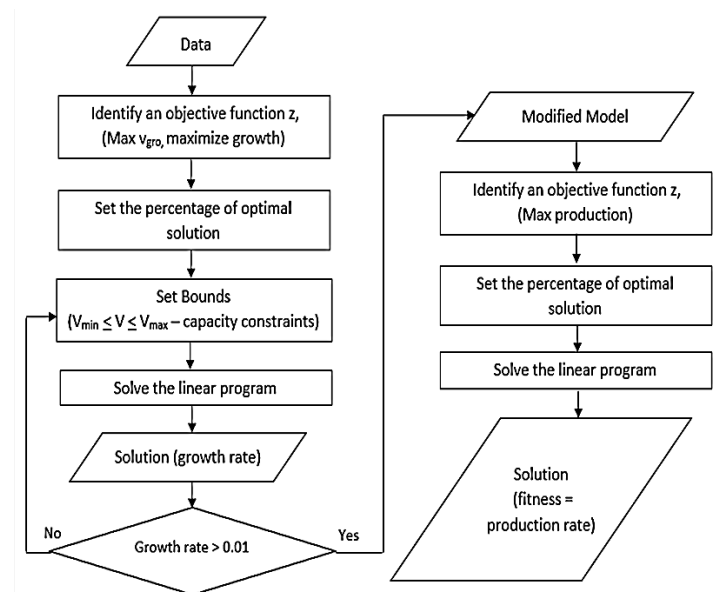 Data
Identify an objective function z,
(Max vgro, maximize growth)
Set the percentage of optimal
solution
Set Bounds
(Vmin ≤ V ≤ Vmax – capacity constraints)
Solve the linear program
Solution (growth rate)
No
Growth rate > 0.01
Yes
Modified Model
Identify an objective function z,
(Max production)
Set the percentage of optimal
solution
Solve the linear program
Solution
(fitness =
production rate)